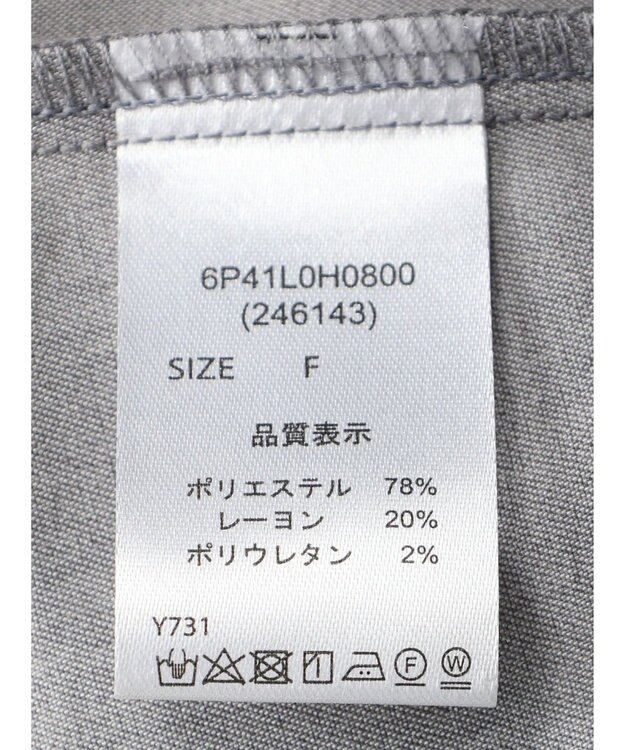 6P41L0H0800
(246143)
SIZE F
品質表示
ポリエステル 78%
レーヨン 20%
ポリウレタン 2%
Y731
F W